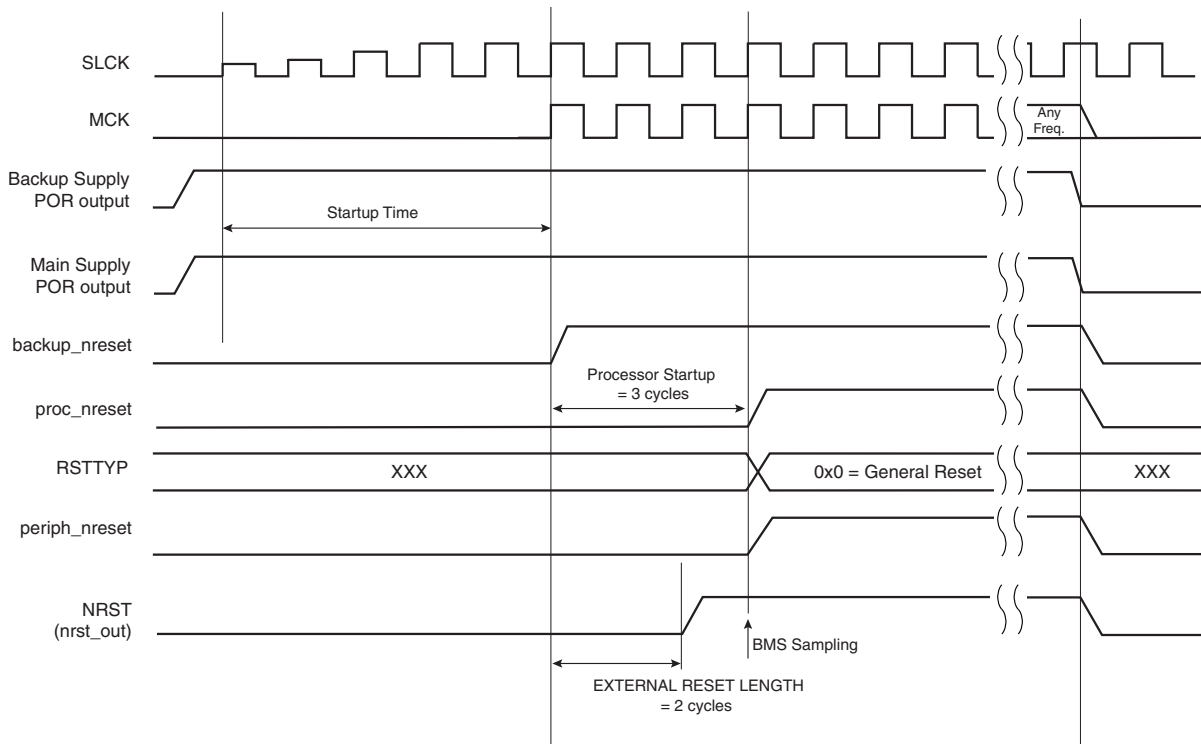 SLCK
MCK
Any
Freq.
Backup Supply
POR output
Startup Time
Main Supply
POR output
backup_nreset
Processor Startup
= 3 cycles
proc_nreset
RSTTYP
XXX
0x0 = General Reset
XXX
periph_nreset
NRST
(nrst_out)
BMS Sampling
EXTERNAL RESET LENGTH
= 2 cycles